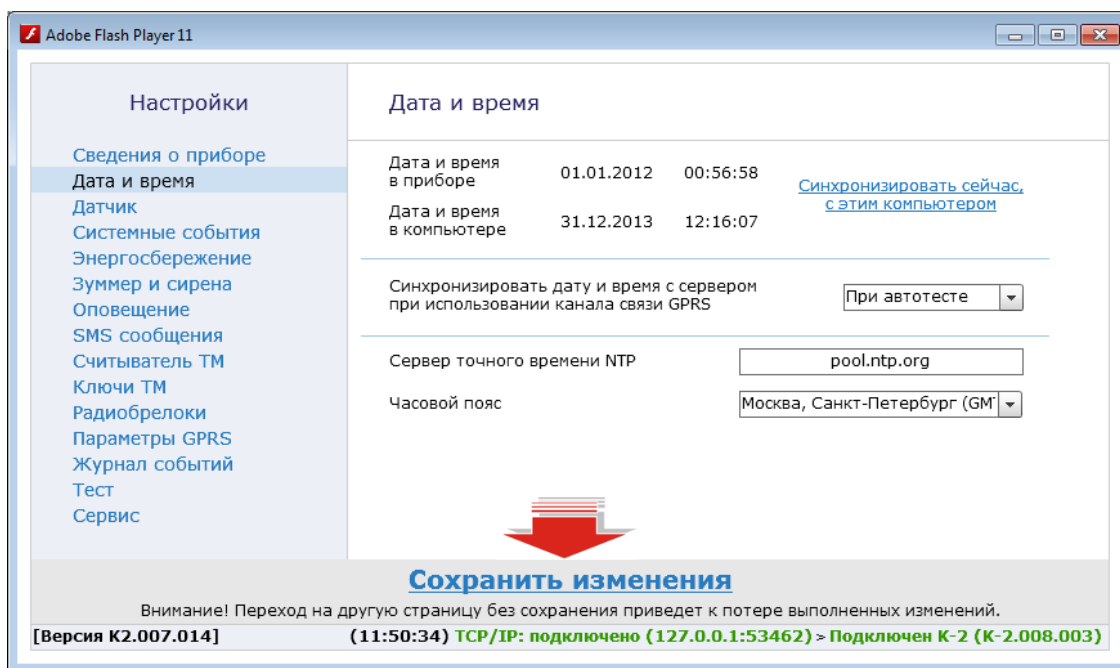 Adobe Flash Player 11
Настройки
Сведения о приборе
Дата и время
Датчик
Системные события
Энергосбережение
Зуммер и сирена
Оповещение
SMS сообщения
Считыватель ТМ
Ключи ТМ
Радиобрелоки
Параметры GPRS
Журнал событий
Тест
Сервис
Дата и время
Дата и время
в приборе
01.01.2012 00:56:58
Дата и время
в компьютере
31.12.2013 12:16:07
Синхронизировать сейчас,
с этим компьютером
Синхронизировать дату и время с сервером
при использовании канала связи GPRS
При автотесте
Сервер точного времени NTP
pool.ntp.org
Часовой пояс
Москва, Санкт-Петербург (GMT
Сохранить изменения
Внимание! Переход на другую страницу без сохранения приведет к потере выполненных изменений.
[Версия K2.007.014] (11:50:34) TCP/IP: подключено (127.0.0.1:53462) > Подключен K-2 (K-2.008.003)